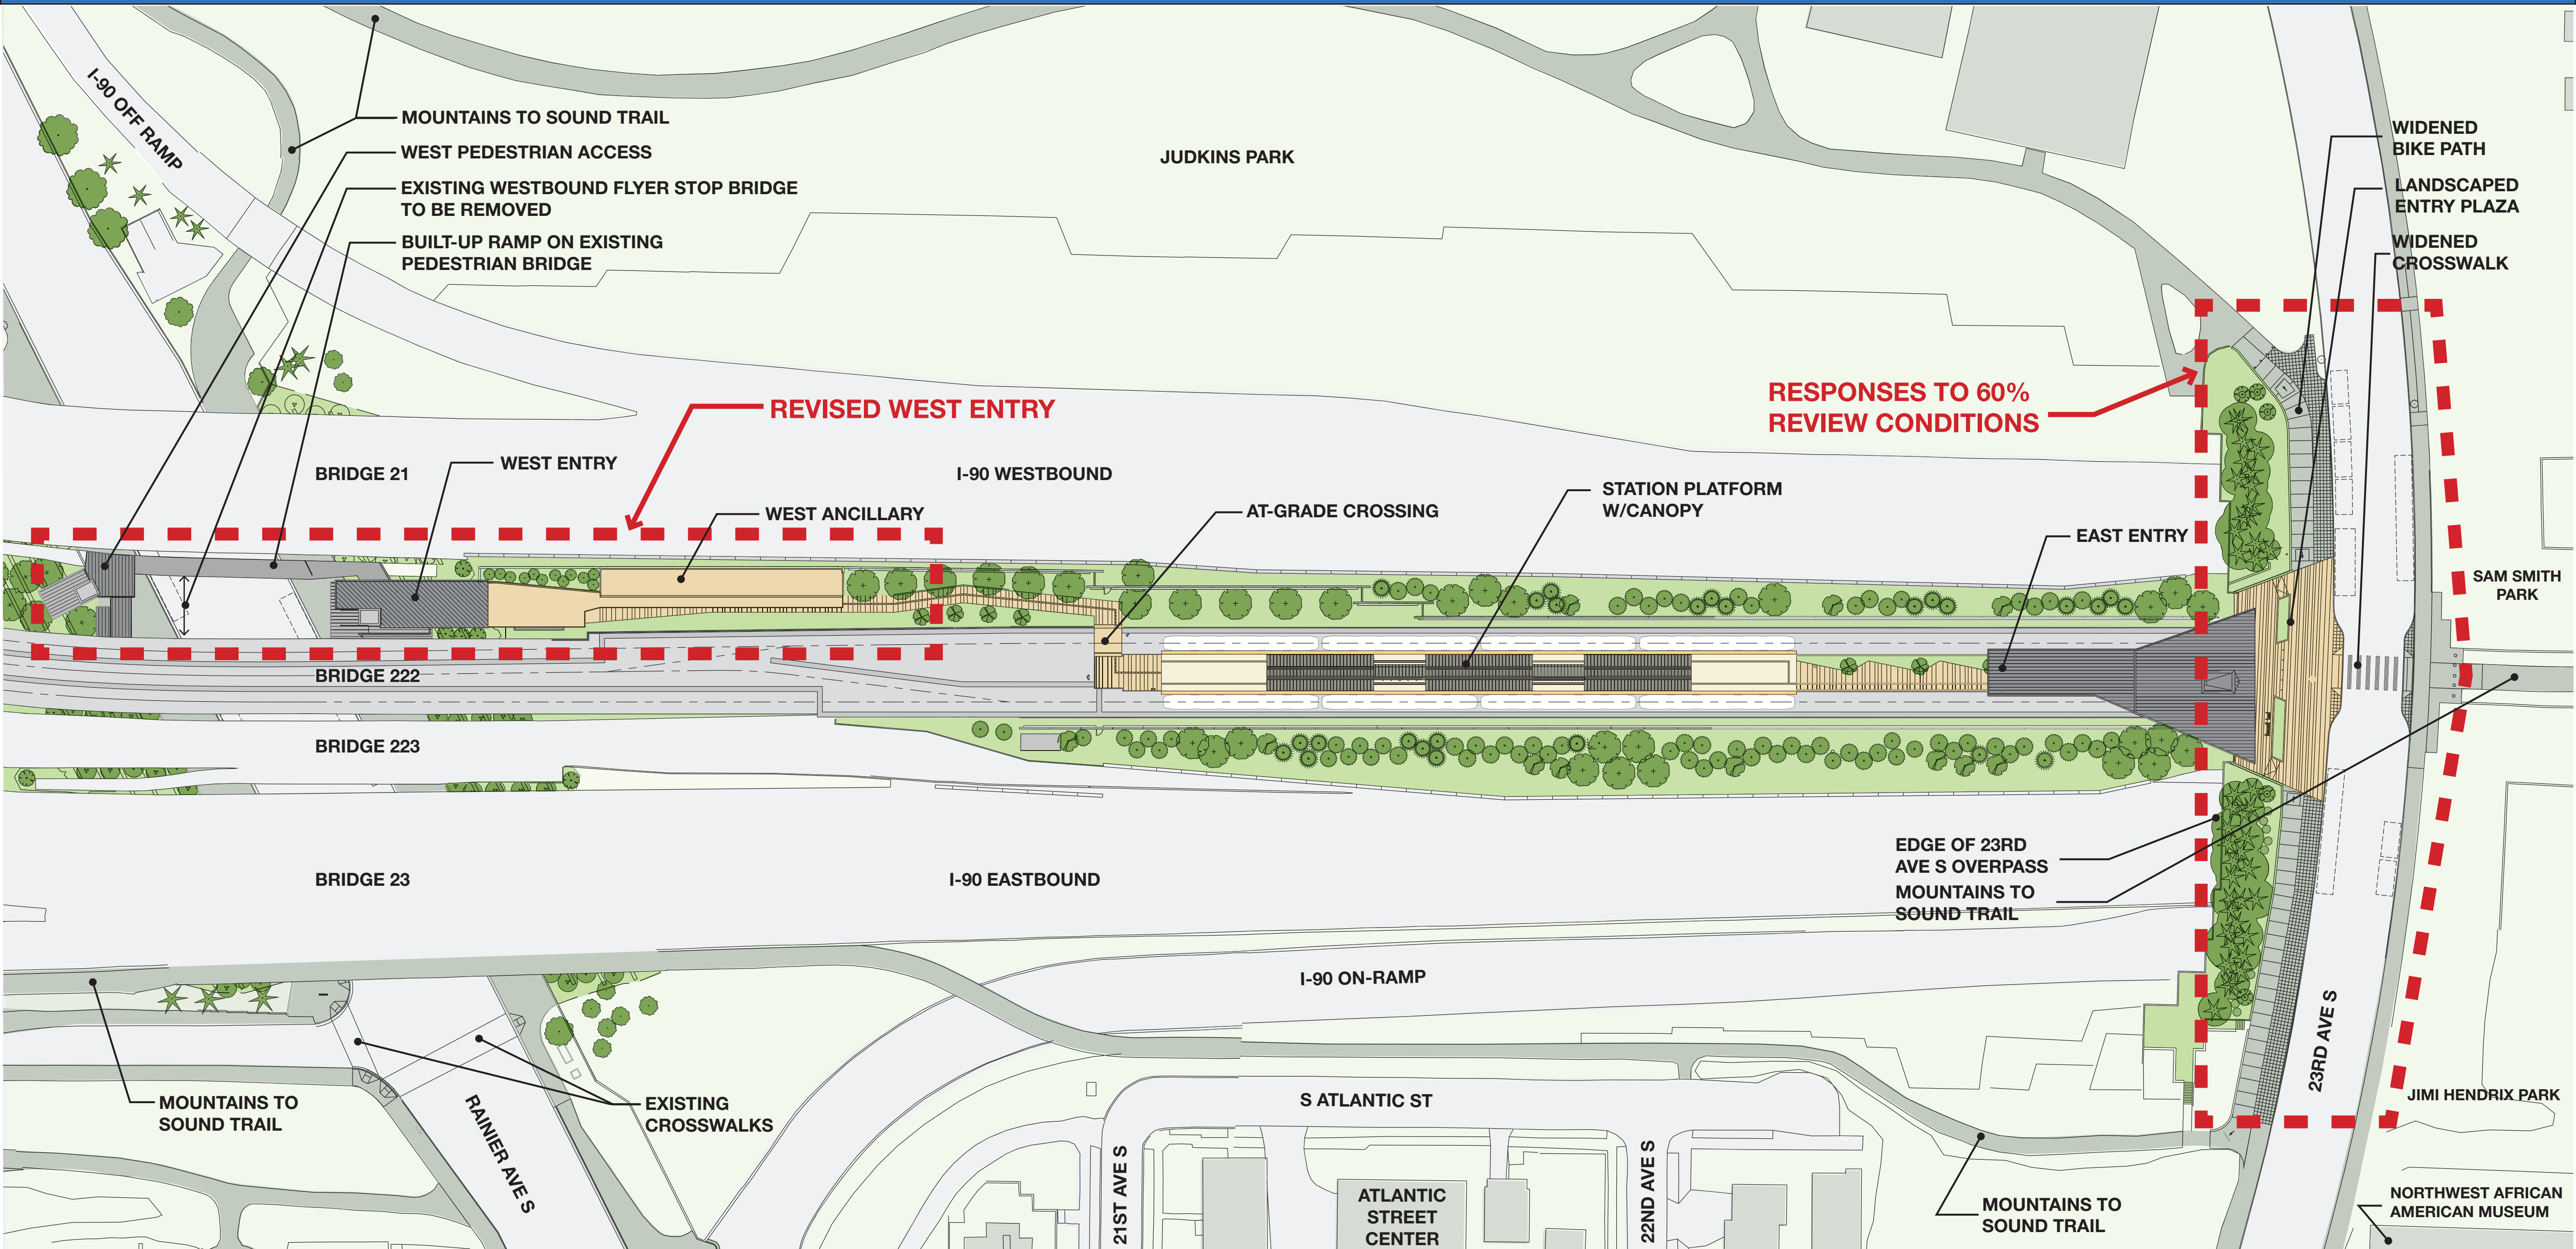 I-90 OFF RAMP
MOUNTAINS TO SOUND TRAIL
WEST PEDESTRIAN ACCESS
EXISTING WESTBOUND FLYER STOP BRIDGE
TO BE REMOVED
BUILT-UP RAMP ON EXISTING
PEDESTRIAN BRIDGE
JUDKINS PARK
WIDENED
BIKE PATH
LANDSCAPED
ENTRY PLAZA
WIDENED
CROSSWALK
REVISED WEST ENTRY
RESPONSES TO 60%
REVIEW CONDITIONS
BRIDGE 21
WEST ENTRY
I-90 WESTBOUND
WEST ANCILLARY
AT-GRADE CROSSING
STATION PLATFORM
W/CANOPY
EAST ENTRY
SAM SMITH
PARK
BRIDGE 222
BRIDGE 223
BRIDGE 23
I-90 EASTBOUND
EDGE OF 23RD
AVE S OVERPASS
MOUNTAINS TO
SOUND TRAIL
I-90 ON-RAMP
23RD AVE S
MOUNTAINS TO
SOUND TRAIL
RAINIER AVE S
EXISTING
CROSSWALKS
S ATLANTIC ST
JIMI HENDRIX PARK
21ST AVE S
ATLANTIC
STREET
CENTER
22ND AVE S
MOUNTAINS TO
SOUND TRAIL
NORTHWEST AFRICAN
AMERICAN MUSEUM